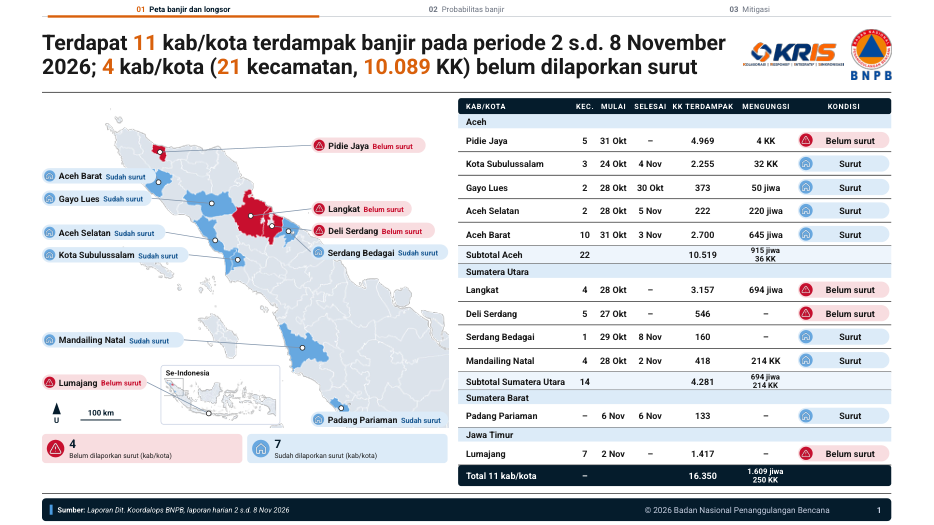 01 Peta banjir dan longsor
02 Probabilitas banjir
03 Mitigasi
Terdapat 11 kab/kota terdampak banjir pada periode 2 s.d. 8 November
2026; 4 kab/kota (21 kecamatan, 10.089 KK) belum dilaporkan surut
KRIS
BNPB
Pidie Jaya Belum surut
Aceh Barat Sudah surut
Gayo Lues Sudah surut
Langkat Belum surut
Aceh Selatan Sudah surut
Deli Serdang Belum surut
Kota Subulussalam Sudah surut
Serdang Bedagai Sudah surut
Mandailing Natal Sudah surut
Se-Indonesia
Lumajang Belum surut
100 km
U
Padang Pariaman Sudah surut
4
Belum dilaporkan surut (kab/kota)
7
Sudah dilaporkan surut (kab/kota)
KAB/KOTA KEC. MULAI SELESAI KK TERDAMPAK MENGUNGSI KONDISI
Aceh
Pidie Jaya 5 31 Okt – 4.969 4 KK Belum surut
Kota Subulussalam 3 24 Okt 4 Nov 2.255 32 KK Surut
Gayo Lues 2 28 Okt 30 Okt 373 50 jiwa Surut
Aceh Selatan 2 28 Okt 5 Nov 222 220 jiwa Surut
Aceh Barat 10 31 Okt 3 Nov 2.700 645 jiwa Surut
Subtotal Aceh 22 10.519 915 jiwa
36 KK
Sumatera Utara
Langkat 4 28 Okt – 3.157 694 jiwa Belum surut
Deli Serdang 5 27 Okt – 546 – Belum surut
Serdang Bedagai 1 29 Okt 8 Nov 160 – Surut
Mandailing Natal 4 28 Okt 2 Nov 418 214 KK Surut
Subtotal Sumatera Utara 14 4.281 694 jiwa
214 KK
Sumatera Barat
Padang Pariaman – 6 Nov 6 Nov 133 – Surut
Jawa Timur
Lumajang 7 2 Nov – 1.417 – Belum surut
Total 11 kab/kota – 16.350 1.609 jiwa
250 KK
Sumber: Laporan Dit. Koordalops BNPB, laporan harian 2 s.d. 8 Nov 2026
© 2026 Badan Nasional Penanggulangan Bencana 1